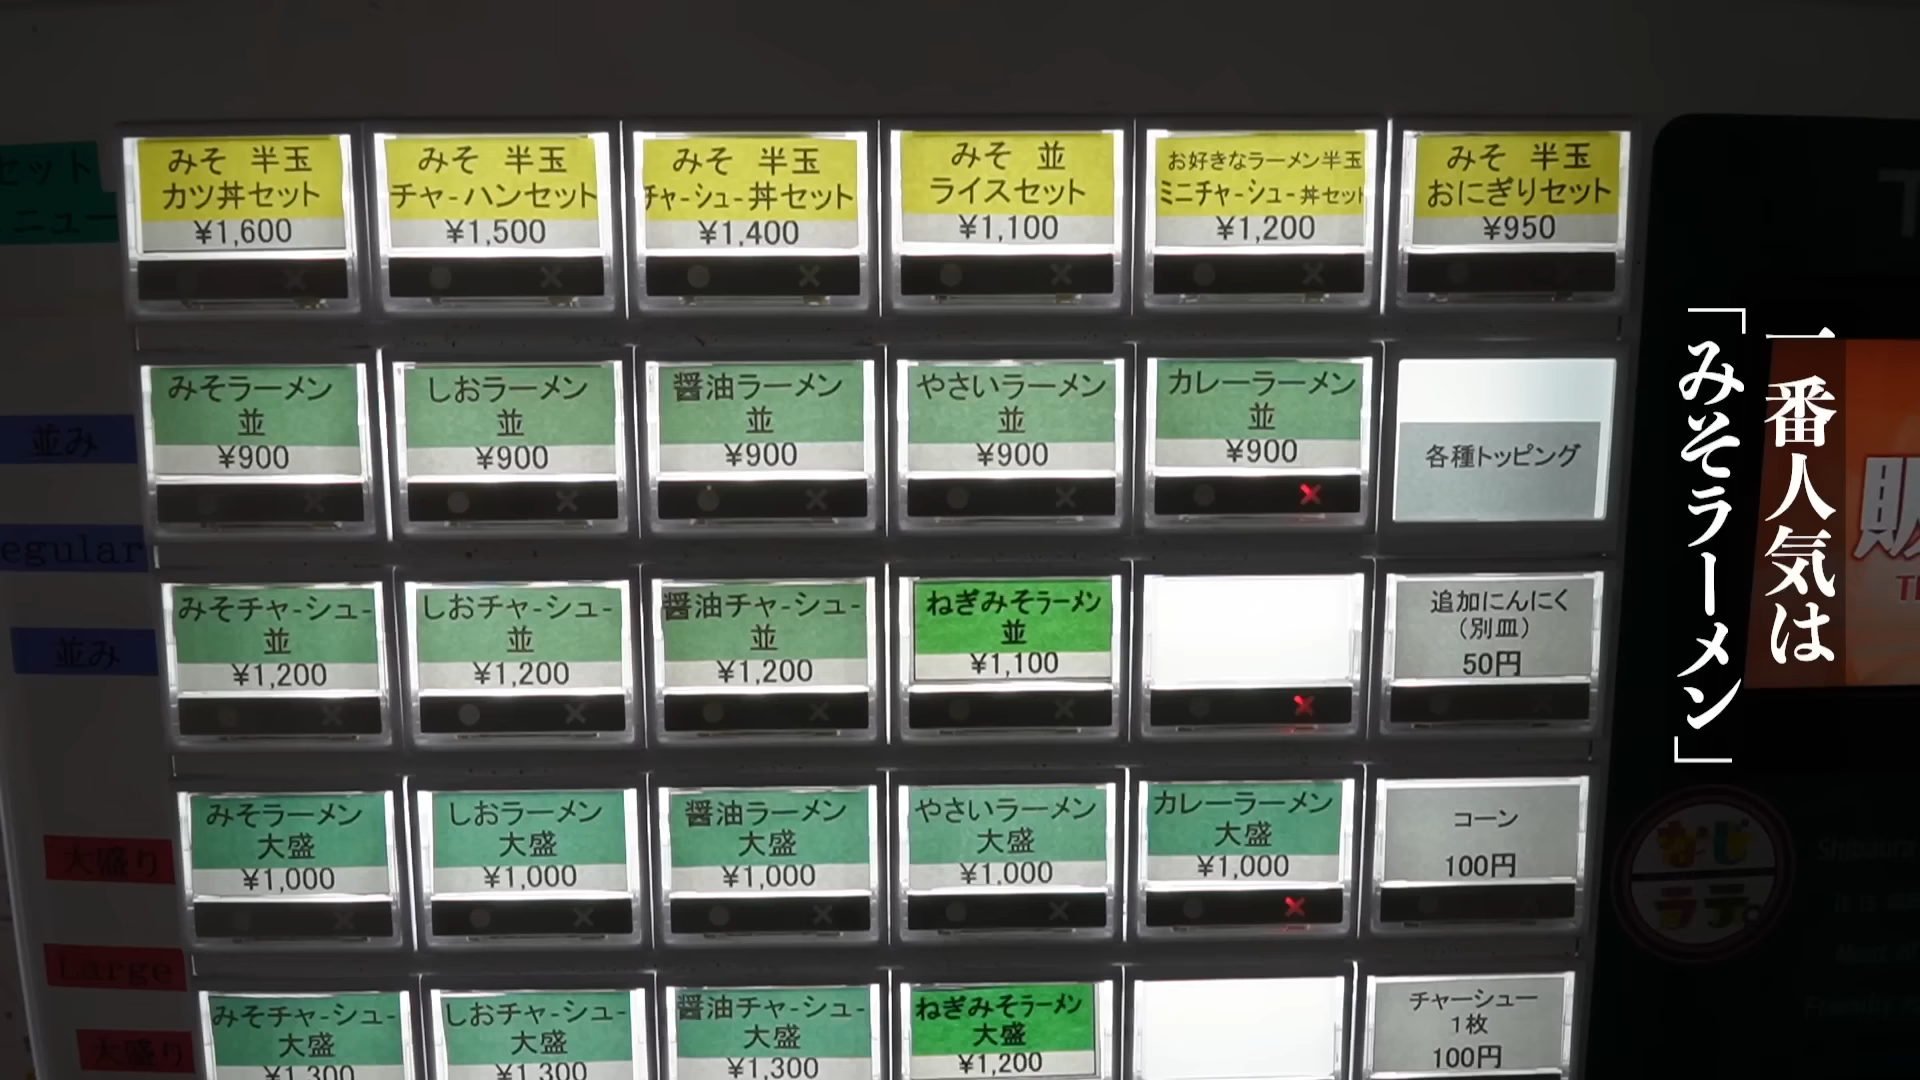 みそ 半玉
カツ丼セット
¥1,600
みそ 半玉
チャ-ハンセット
¥1,500
みそ 半玉
チャ-シュ-丼セット
¥1,400
みそ 並
ライスセット
¥1,100
お好きなラーメン半玉
ミニチャ-シュ-丼セット
¥1,200
みそ 半玉
おにぎりセット
¥950
みそラーメン
並
¥900
しおラーメン
並
¥900
醤油ラーメン
並
¥900
やさいラーメン
並
¥900
カレーラーメン
並
¥900
各種トッピング
みそチャ-シュ-
並
¥1,200
しおチャ-シュ-
並
¥1,200
醤油チャ-シュ-
並
¥1,200
ねぎみそラーメン
並
¥1,100
追加にんにく
（別皿）
50円
みそラーメン
大盛
¥1,000
しおラーメン
大盛
¥1,000
醤油ラーメン
大盛
¥1,000
やさいラーメン
大盛
¥1,000
カレーラーメン
大盛
¥1,000
コーン
100円
みそチャ-シュ-
大盛
¥1,300
しおチャ-シュ-
大盛
¥1,300
醤油チャ-シュ-
大盛
¥1,300
ねぎみそラーメン
大盛
¥1,200
チャーシュー
1枚
100円
セット
ニュー
並み
egular
並み
大盛り
Large
大盛り
一番人気は
「みそラーメン」
販
なじ
ラテ。